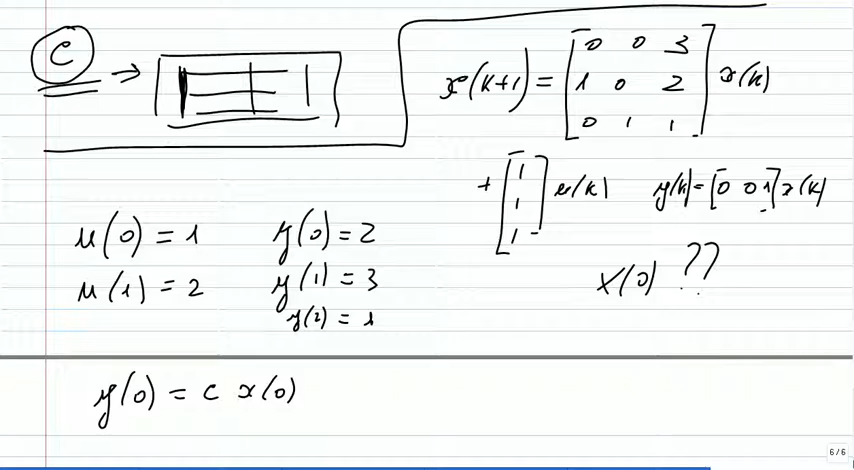 C →
x(k+1) = [0 0 3; 1 0 2; 0 1 1] x(k)
+ [1; 1; 1] u(k) y(k) = [0 0 1] x(k)
u(0) = 1 y(0) = 2
u(1) = 2 y(1) = 3 x(0) ??
y(2) = 1
y(0) = C x(0)
6 / 6